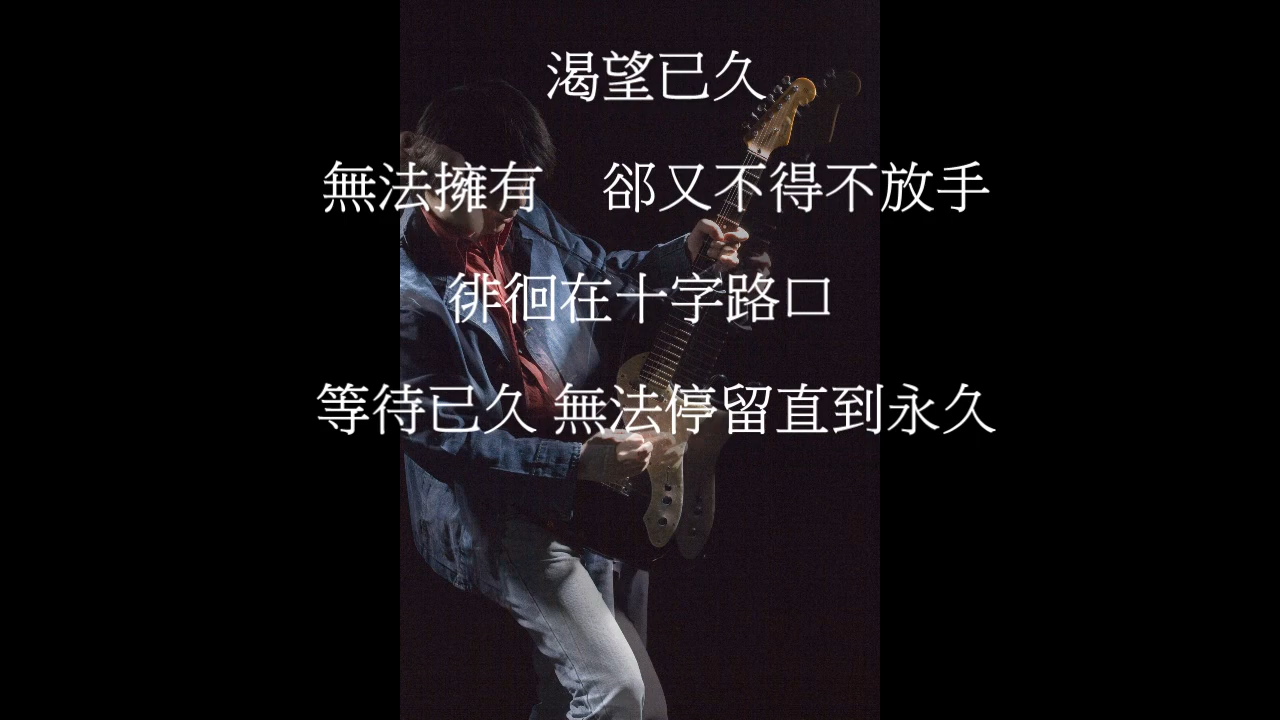 渴望已久
無法擁有 郤又不得不放手
徘徊在十字路口
等待已久 無法停留直到永久